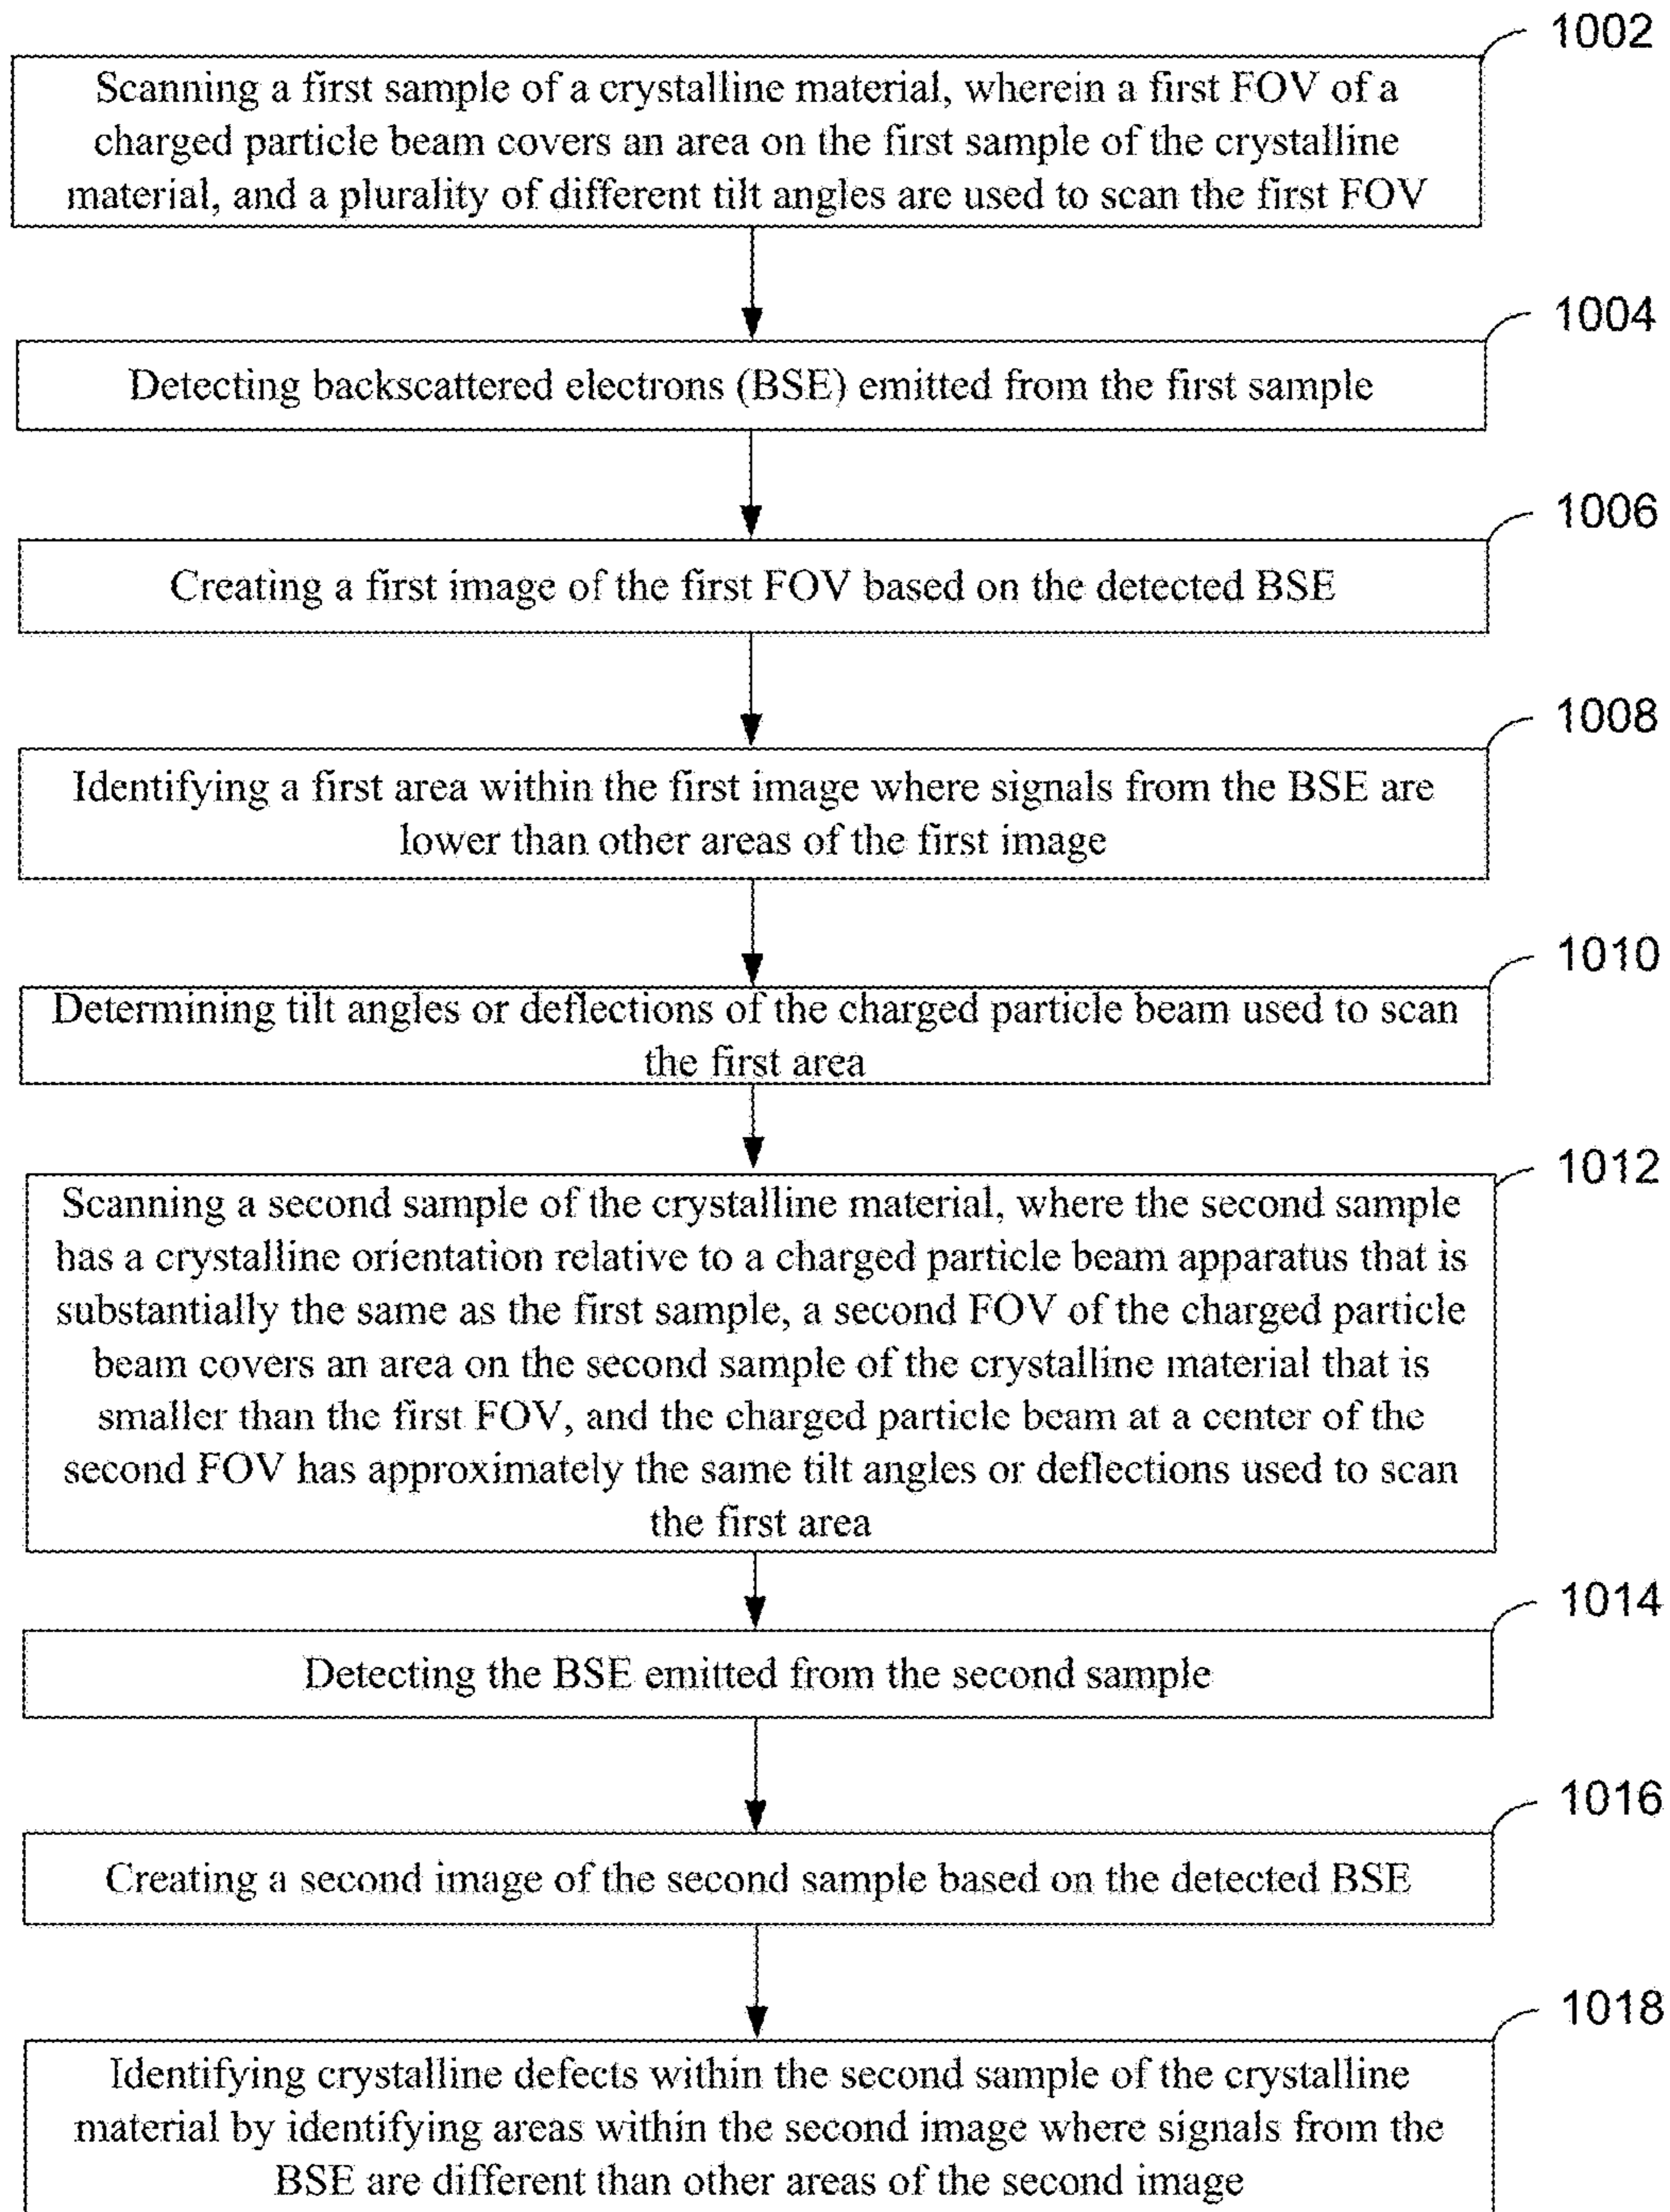 1002
Scanning a first sample of a crystalline material, wherein a first FOV of a
charged particle beam covers an area on the first sample of the crystalline
material, and a plurality of different tilt angles are used to scan the first FOV
1004
Detecting backscattered electrons (BSE) emitted from the first sample
1006
Creating a first image of the first FOV based on the detected BSE
1008
Identifying a first area within the first image where signals from the BSE are
lower than other areas of the first image
1010
Determining tilt angles or deflections of the charged particle beam used to scan
the first area
1012
Scanning a second sample of the crystalline material, where the second sample
has a crystalline orientation relative to a charged particle beam apparatus that is
substantially the same as the first sample, a second FOV of the charged particle
beam covers an area on the second sample of the crystalline material that is
smaller than the first FOV, and the charged particle beam at a center of the
second FOV has approximately the same tilt angles or deflections used to scan
the first area
1014
Detecting the BSE emitted from the second sample
1016
Creating a second image of the second sample based on the detected BSE
1018
Identifying crystalline defects within the second sample of the crystalline
material by identifying areas within the second image where signals from the
BSE are different than other areas of the second image